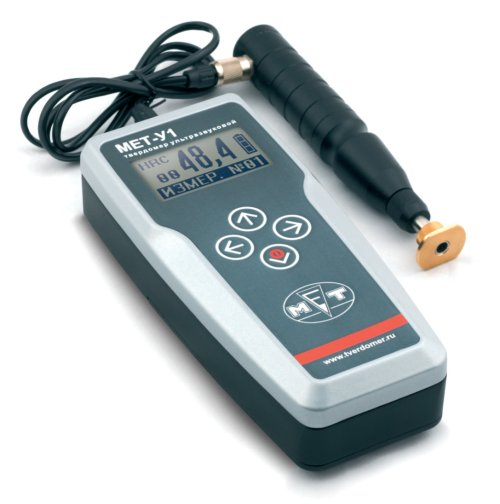 МЕТ-У1
твердомер ультразвуковой
HRC
48,4
ИЗМЕР. №01
МЕТ
www.tverdomer.ru